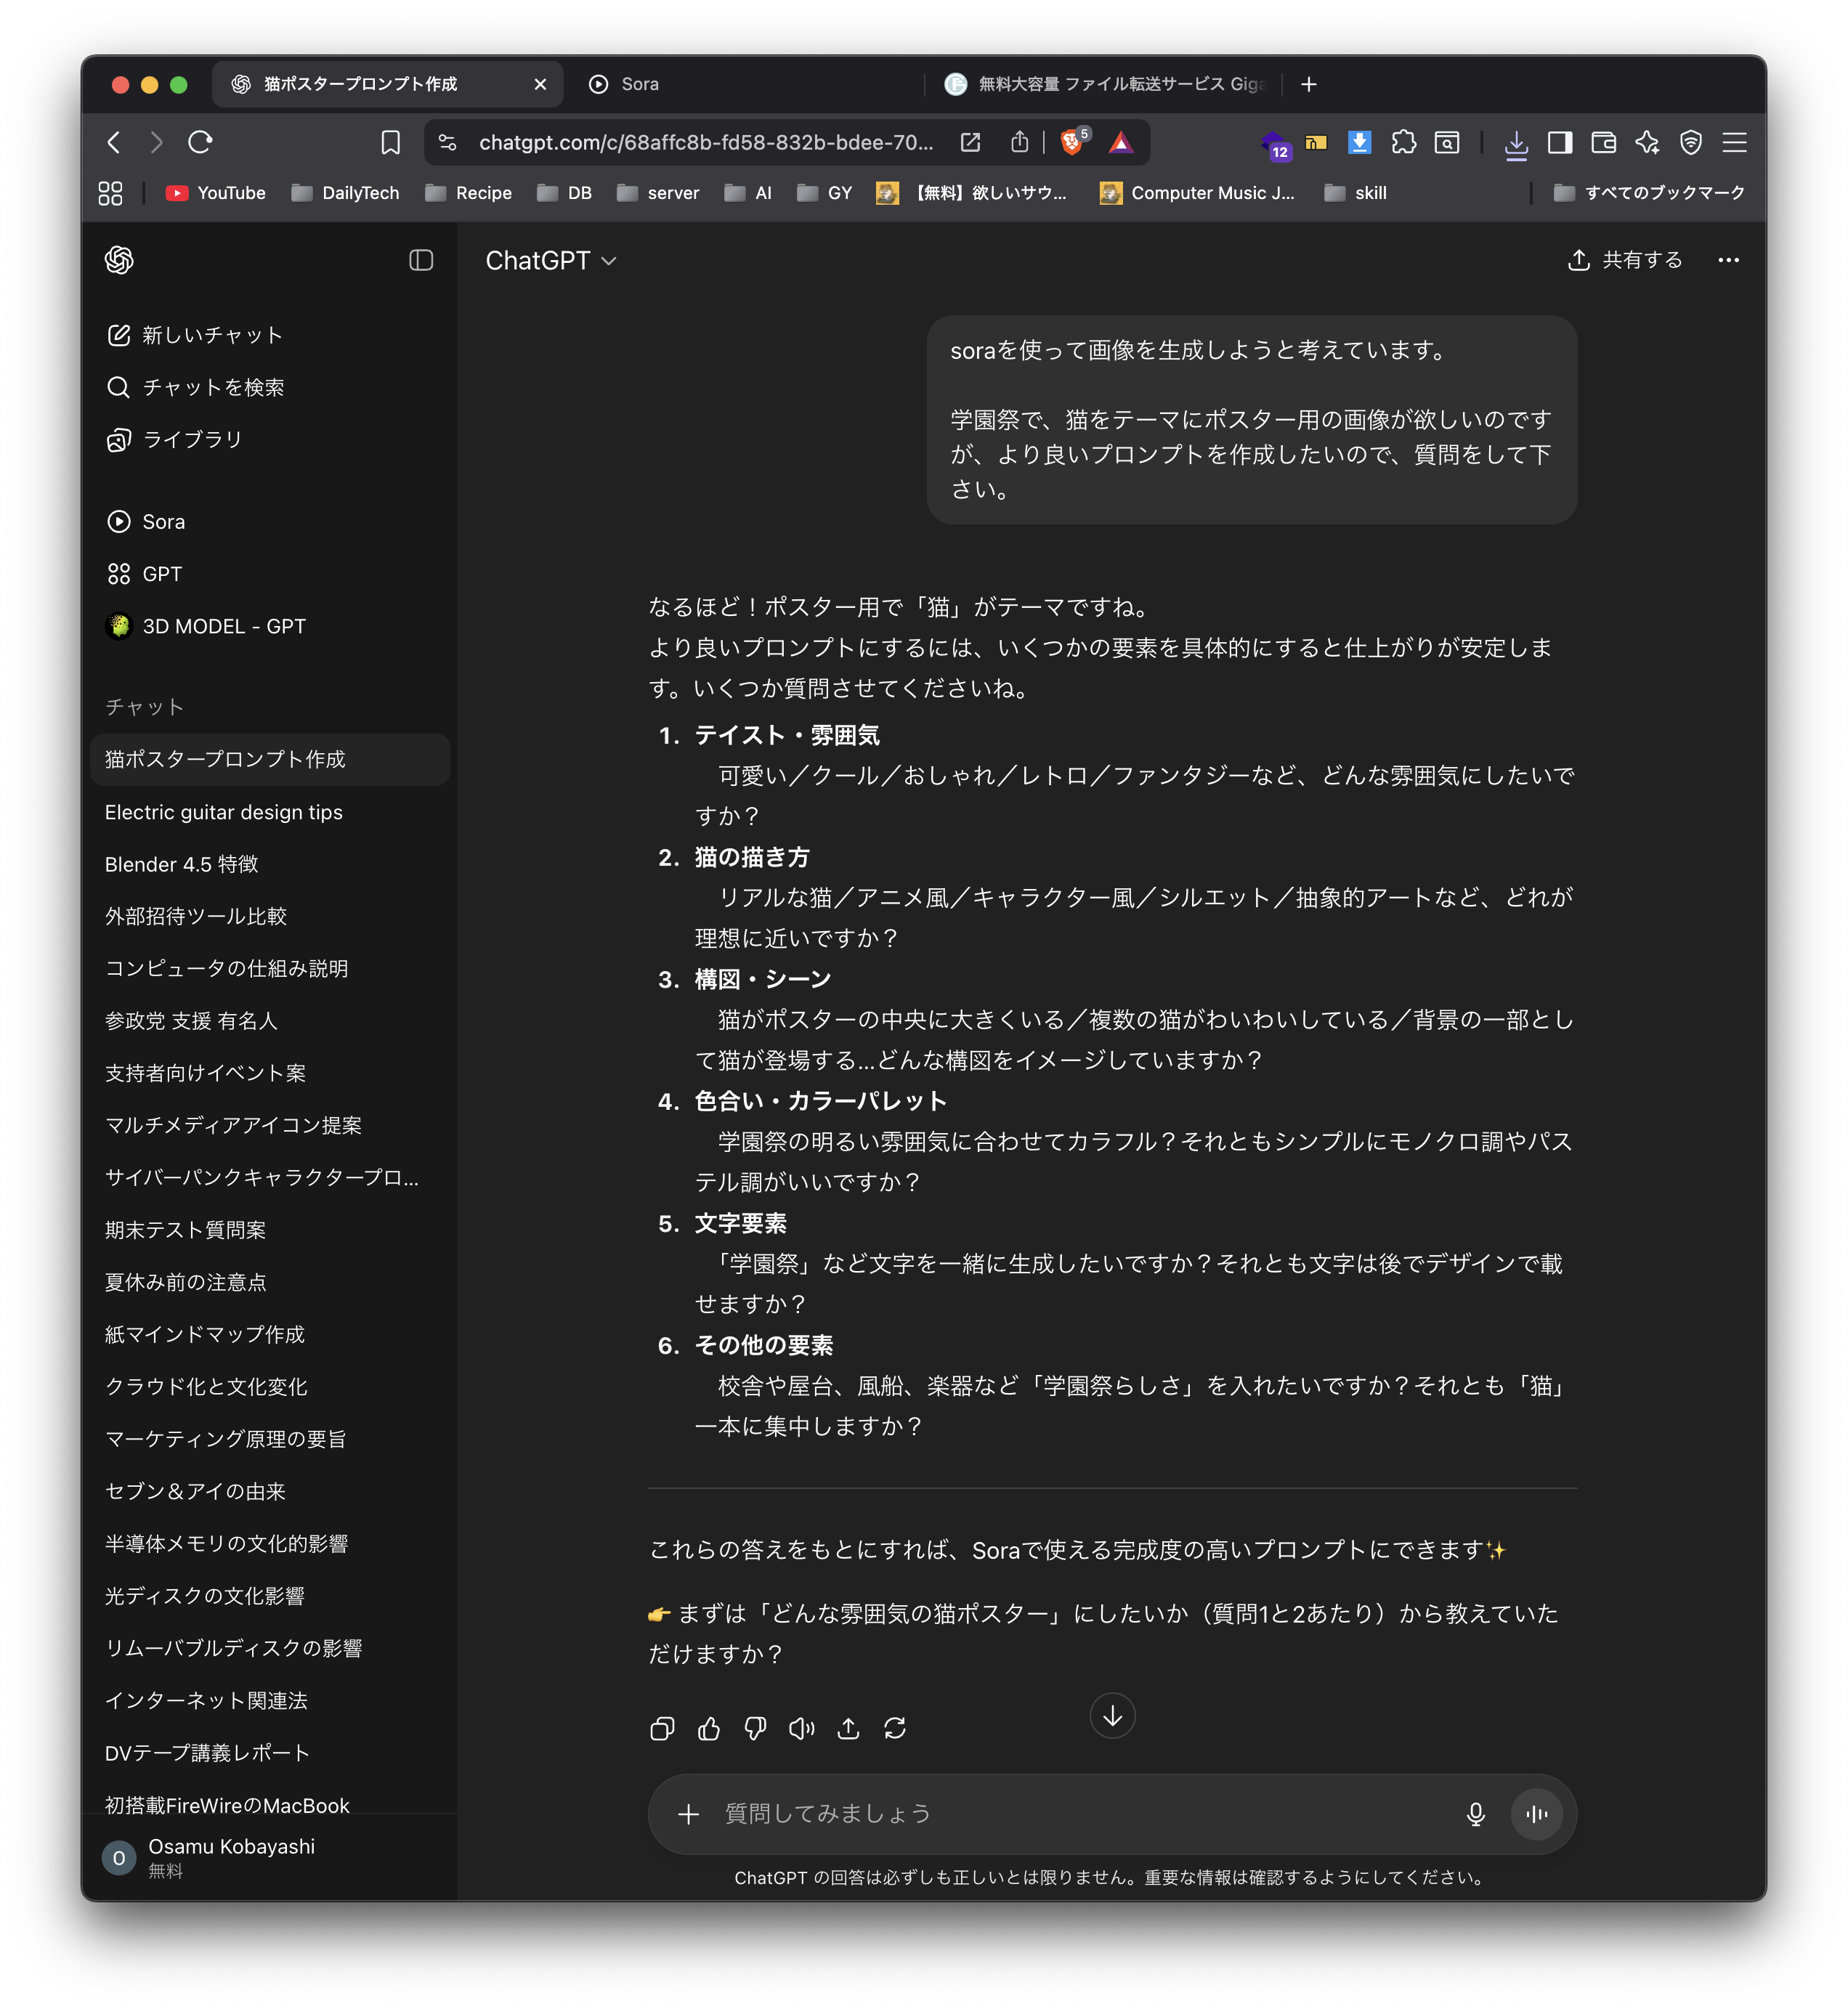 猫ポスタープロンプト作成
Sora
無料大容量 ファイル転送サービス Giga
chatgpt.com/c/68affc8b-fd58-832b-bdee-70...
5
12
YouTube
DailyTech
Recipe
DB
server
AI
GY
【無料】欲しいサウ...
Computer Music J...
skill
すべてのブックマーク
ChatGPT
共有する
新しいチャット
チャットを検索
ライブラリ
Sora
GPT
3D MODEL - GPT
チャット
猫ポスタープロンプト作成
Electric guitar design tips
Blender 4.5 特徴
外部招待ツール比較
コンピュータの仕組み説明
参政党 支援 有名人
支持者向けイベント案
マルチメディアアイコン提案
サイバーパンクキャラクタープロ...
期末テスト質問案
夏休み前の注意点
紙マインドマップ作成
クラウド化と文化変化
マーケティング原理の要旨
セブン＆アイの由来
半導体メモリの文化的影響
光ディスクの文化影響
リムーバブルディスクの影響
インターネット関連法
DVテープ講義レポート
初搭載FireWireのMacBook
O
Osamu Kobayashi
無料
soraを使って画像を生成しようと考えています。
学園祭で、猫をテーマにポスター用の画像が欲しいのです
が、より良いプロンプトを作成したいので、質問をして下
さい。
なるほど！ポスター用で「猫」がテーマですね。
より良いプロンプトにするには、いくつかの要素を具体的にすると仕上がりが安定しま
す。いくつか質問させてくださいね。
1. テイスト・雰囲気
可愛い／クール／おしゃれ／レトロ／ファンタジーなど、どんな雰囲気にしたいで
すか？
2. 猫の描き方
リアルな猫／アニメ風／キャラクター風／シルエット／抽象的アートなど、どれが
理想に近いですか？
3. 構図・シーン
猫がポスターの中央に大きくいる／複数の猫がわいわいしている／背景の一部とし
て猫が登場する…どんな構図をイメージしていますか？
4. 色合い・カラーパレット
学園祭の明るい雰囲気に合わせてカラフル？それともシンプルにモノクロ調やパス
テル調がいいですか？
5. 文字要素
「学園祭」など文字を一緒に生成したいですか？それとも文字は後でデザインで載
せますか？
6. その他の要素
校舎や屋台、風船、楽器など「学園祭らしさ」を入れたいですか？それとも「猫」
一本に集中しますか？
これらの答えをもとにすれば、Soraで使える完成度の高いプロンプトにできます✨
👉 まずは「どんな雰囲気の猫ポスター」にしたいか（質問1と2あたり）から教えていた
だけますか？
質問してみましょう
ChatGPT の回答は必ずしも正しいとは限りません。重要な情報は確認するようにしてください。